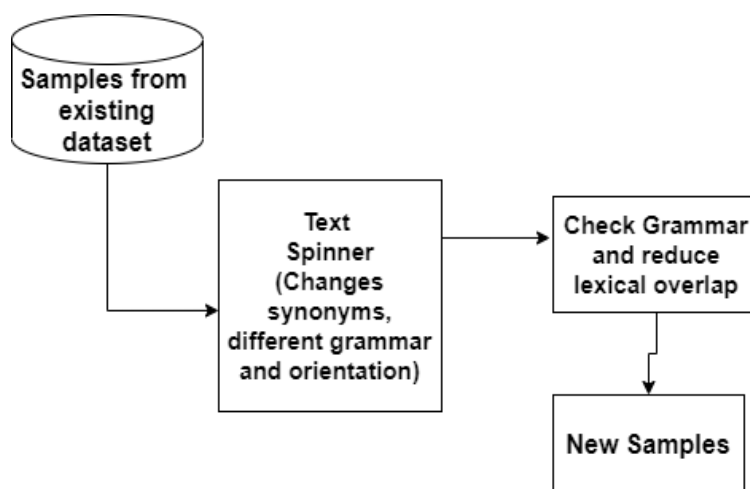 Samples from
existing
dataset
Text
Spinner
(Changes
synonyms,
different grammar
and orientation)
Check Grammar
and reduce
lexical overlap
New Samples